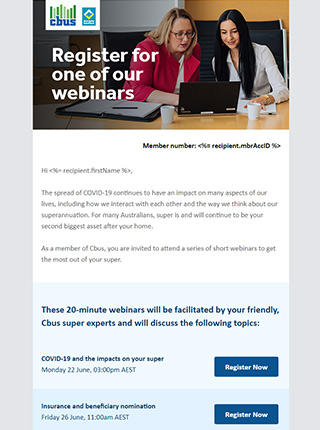 cbus
Register for
one of our
webinars
Member number: <%= recipient.mbrAccID %>
Hi <%= recipient.firstName %>,
The spread of COVID-19 continues to have an impact on many aspects of our
lives, including how we interact with each other and the way we think about our
superannuation. For many Australians, super is and will continue to be your
second biggest asset after your home.
As a member of Cbus, you are invited to attend a series of short webinars to get
the most out of your super.
These 20-minute webinars will be facilitated by your friendly,
Cbus super experts and will discuss the following topics:
COVID-19 and the impacts on your super
Monday 22 June, 03:00pm AEST
Register Now
Insurance and beneficiary nomination
Friday 26 June, 11:00am AEST
Register Now